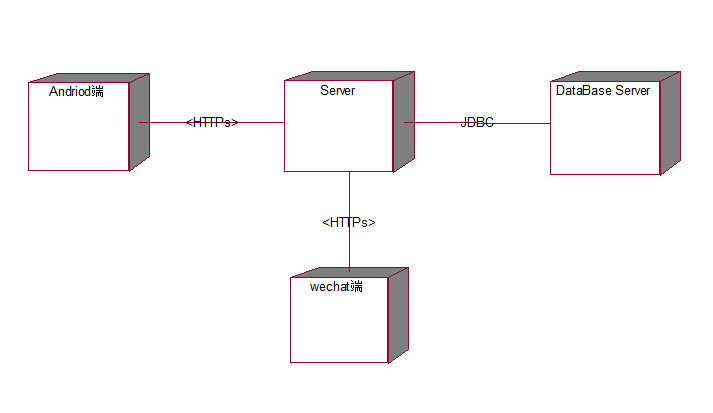 Andriod端
Server
DataBase Server
<HTTPs>
JDBC
<HTTPs>
wechat端